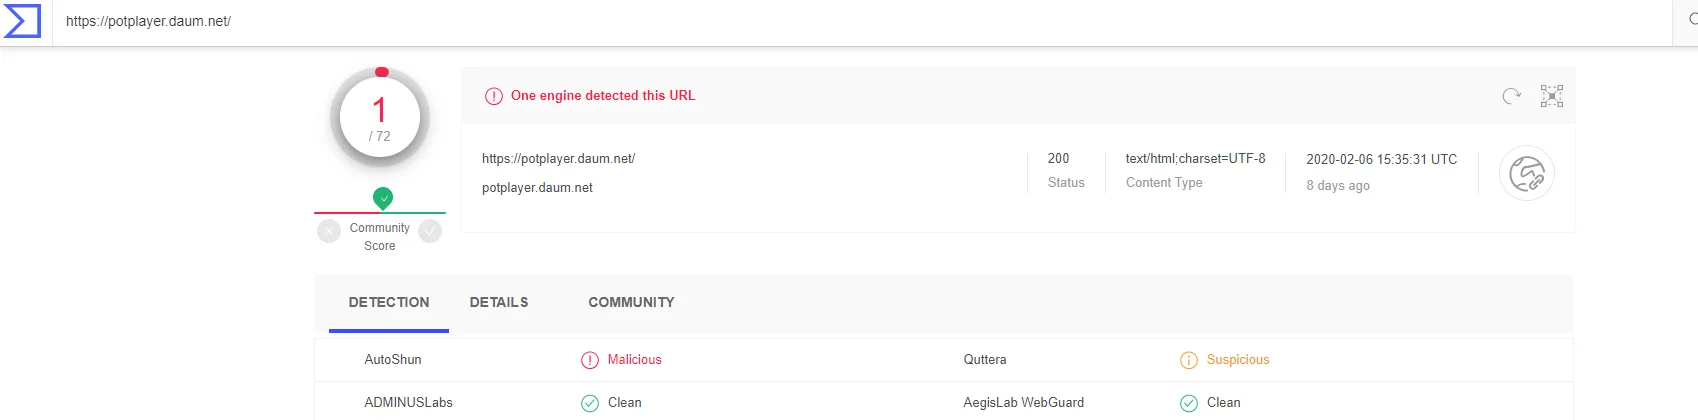 https://potplayer.daum.net/
1
/ 72
One engine detected this URL
https://potplayer.daum.net/
potplayer.daum.net
200
Status
text/html;charset=UTF-8
Content Type
2020-02-06 15:35:31 UTC
8 days ago
Community
Score
DETECTION DETAILS COMMUNITY
AutoShun Malicious Quttera Suspicious
ADMINUSLabs Clean AegisLab WebGuard Clean